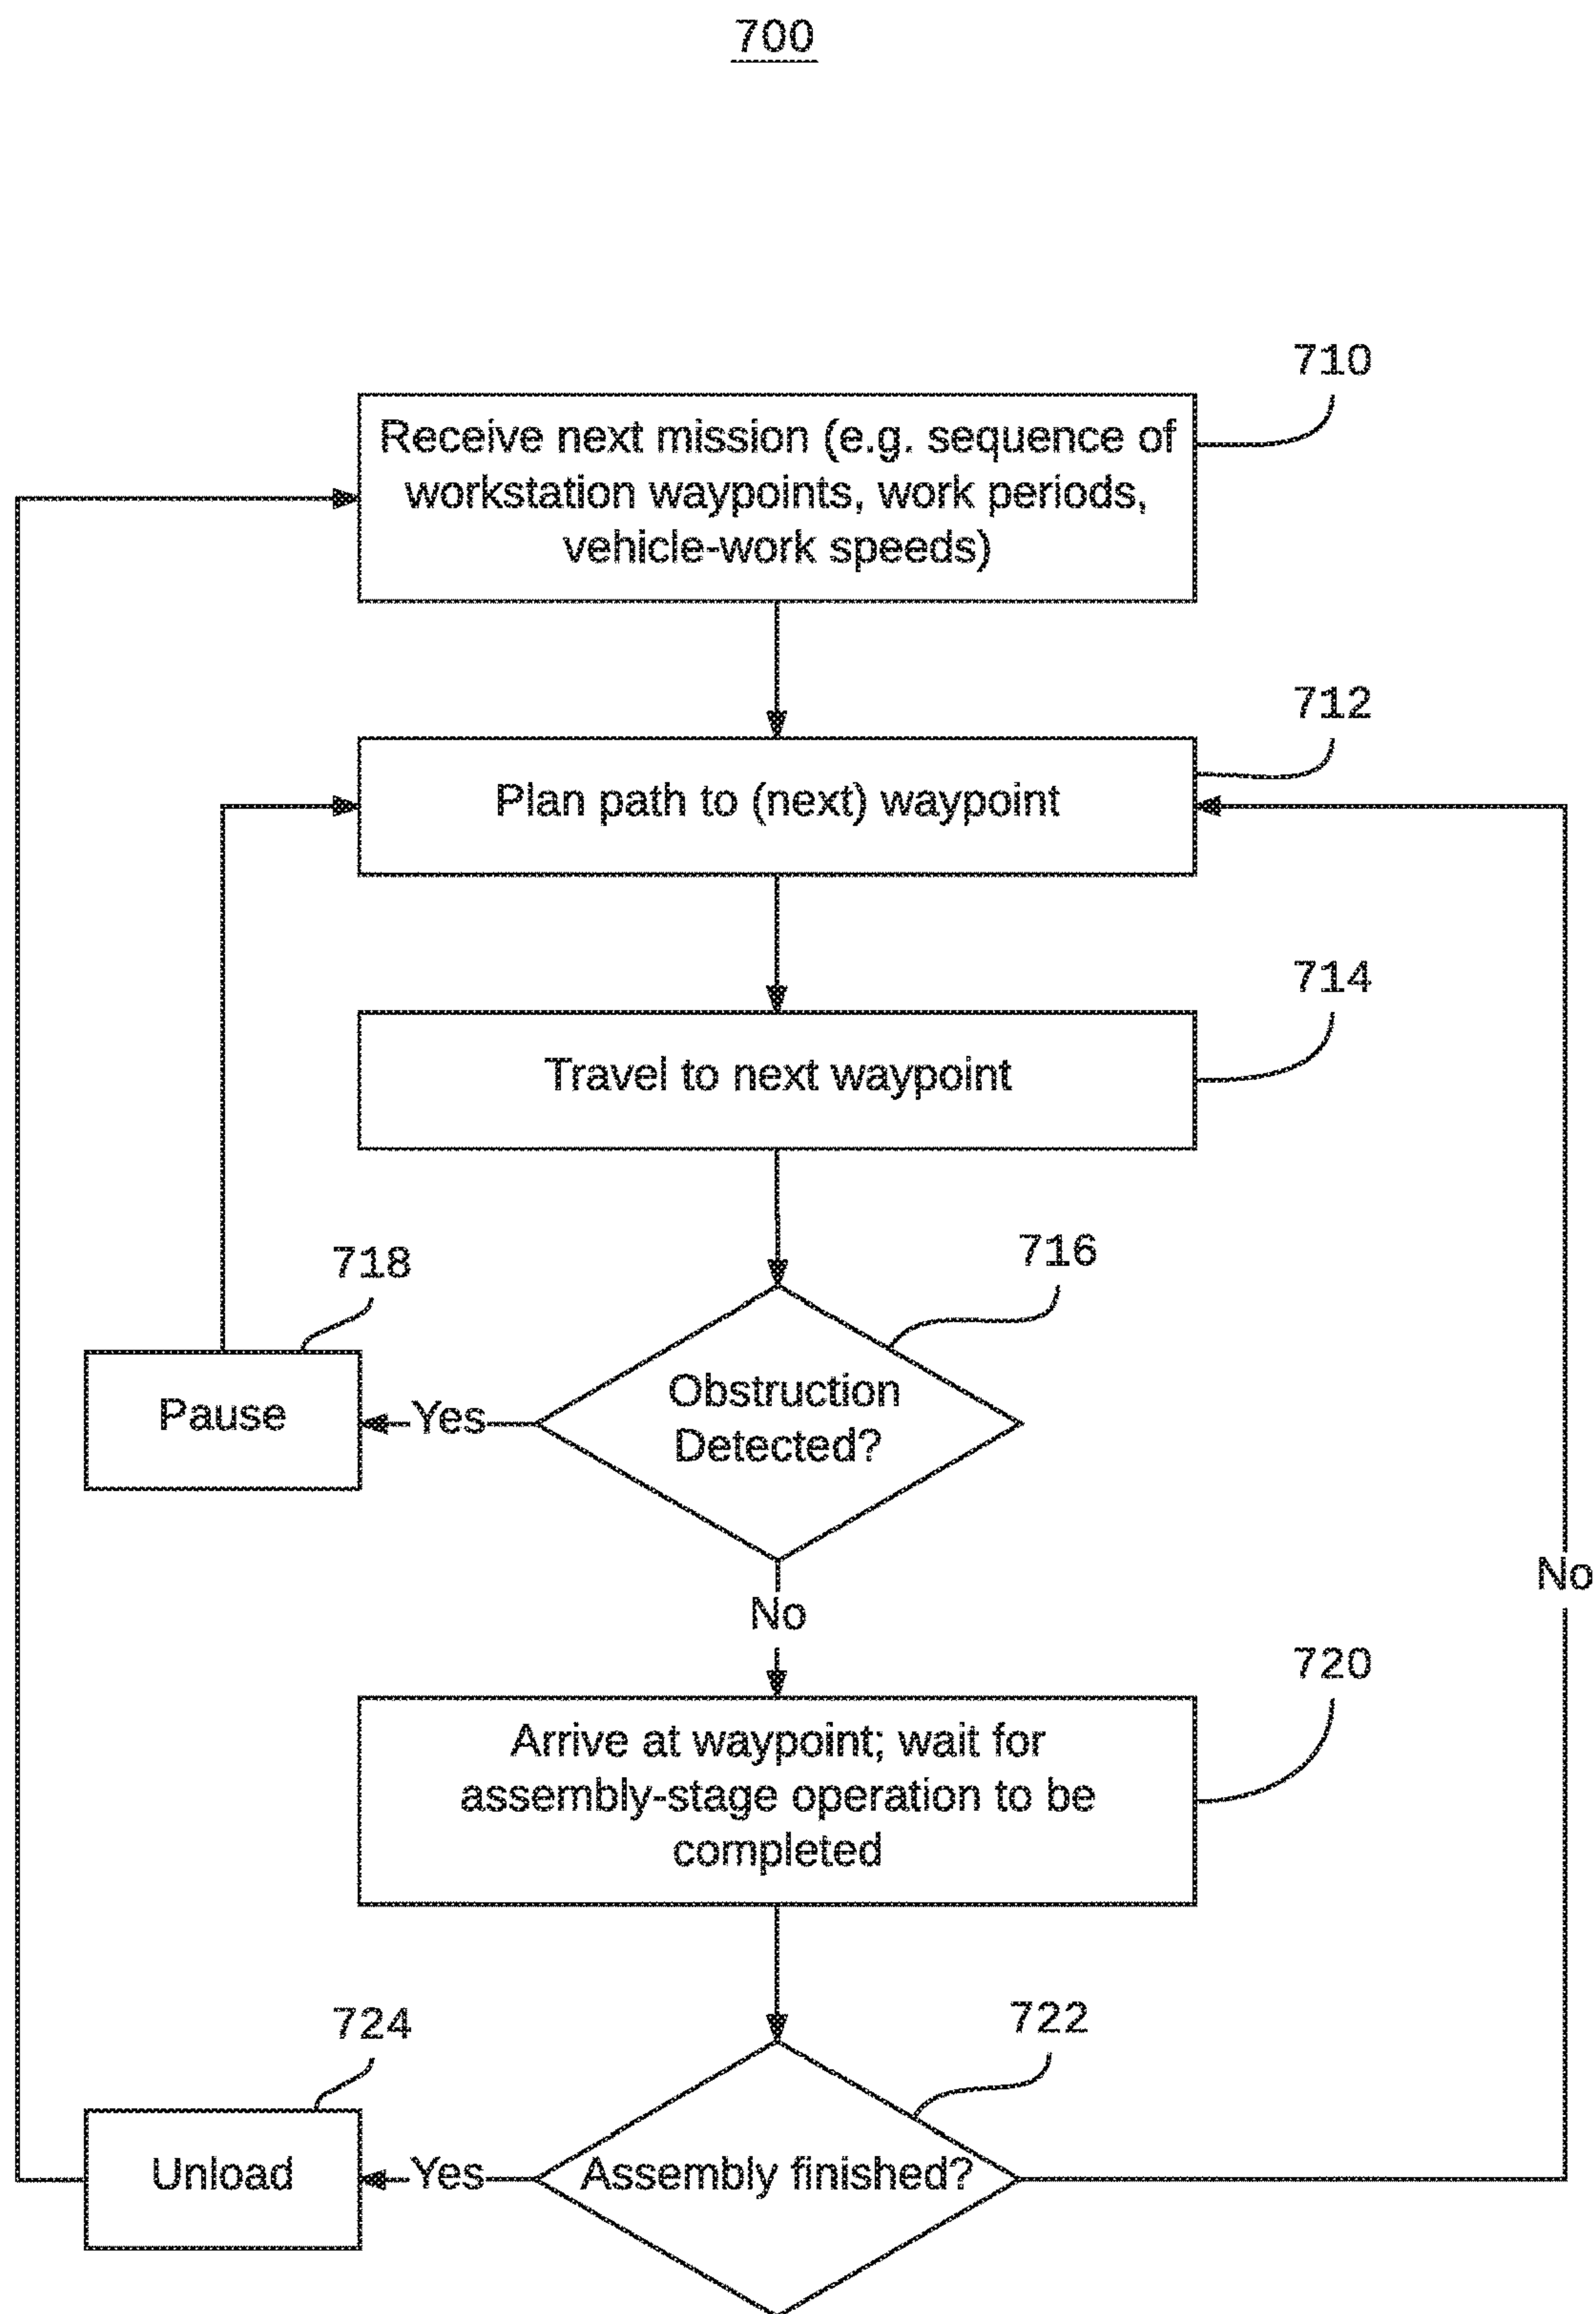 700
710
Receive next mission (e.g. sequence of
workstation waypoints, work periods,
vehicle-work speeds)
712
Plan path to (next) waypoint
714
Travel to next waypoint
716
718
Obstruction
Detected?
Pause
Yes
No
No
720
Arrive at waypoint; wait for
assembly-stage operation to be
completed
722
724
Unload
Yes
Assembly finished?